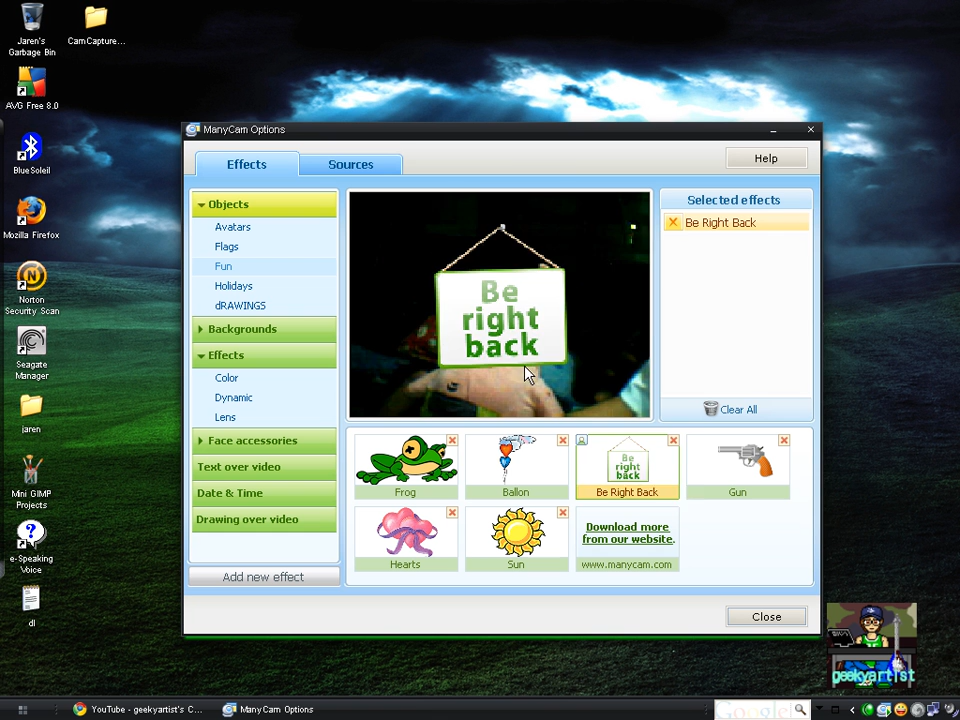 Jaren's
Garbage Bin
CamCapture...
AVG Free 8.0
BlueSoleil
Mozilla Firefox
Norton
Security Scan
Seagate
Manager
jaren
Mini GIMP
Projects
e-Speaking
Voice
dl
ManyCam Options
Effects
Sources
Help
Objects
Avatars
Flags
Fun
Holidays
dRAWINGS
Backgrounds
Effects
Color
Dynamic
Lens
Face accessories
Text over video
Date & Time
Drawing over video
Add new effect
Be
right
back
Selected effects
Be Right Back
Clear All
Frog
Ballon
Be
right
back
Be Right Back
Gun
Hearts
Sun
Download more
from our website.
www.manycam.com
Close
geekyartist
YouTube - geekyartist's C...
ManyCam Options
Google